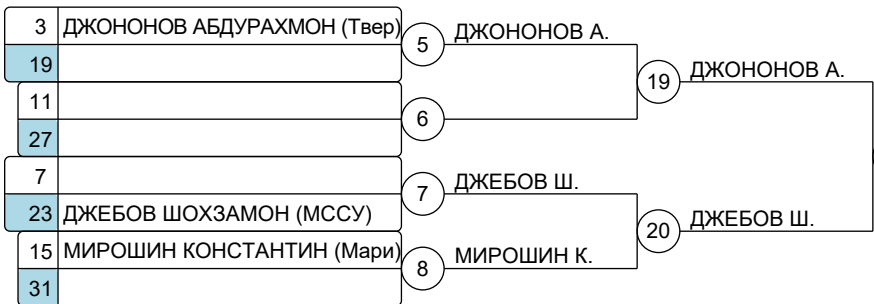 3 ДЖОНОНОВ АБДУРАХМОН (Твер)
5 ДЖОНОНОВ А.
19
19 ДЖОНОНОВ А.
11
6
27
7
7 ДЖЕБОВ Ш.
23 ДЖЕБОВ ШОХЗАМОН (МССУ)
20 ДЖЕБОВ Ш.
15 МИРОШИН КОНСТАНТИН (Мари)
8 МИРОШИН К.
31